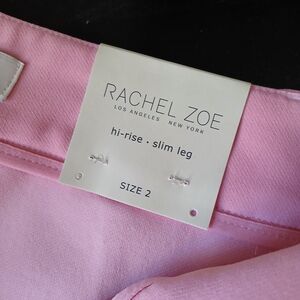 RACHEL ZOE
LOS ANGELES NEW YORK
hi-rise · slim leg
SIZE 2